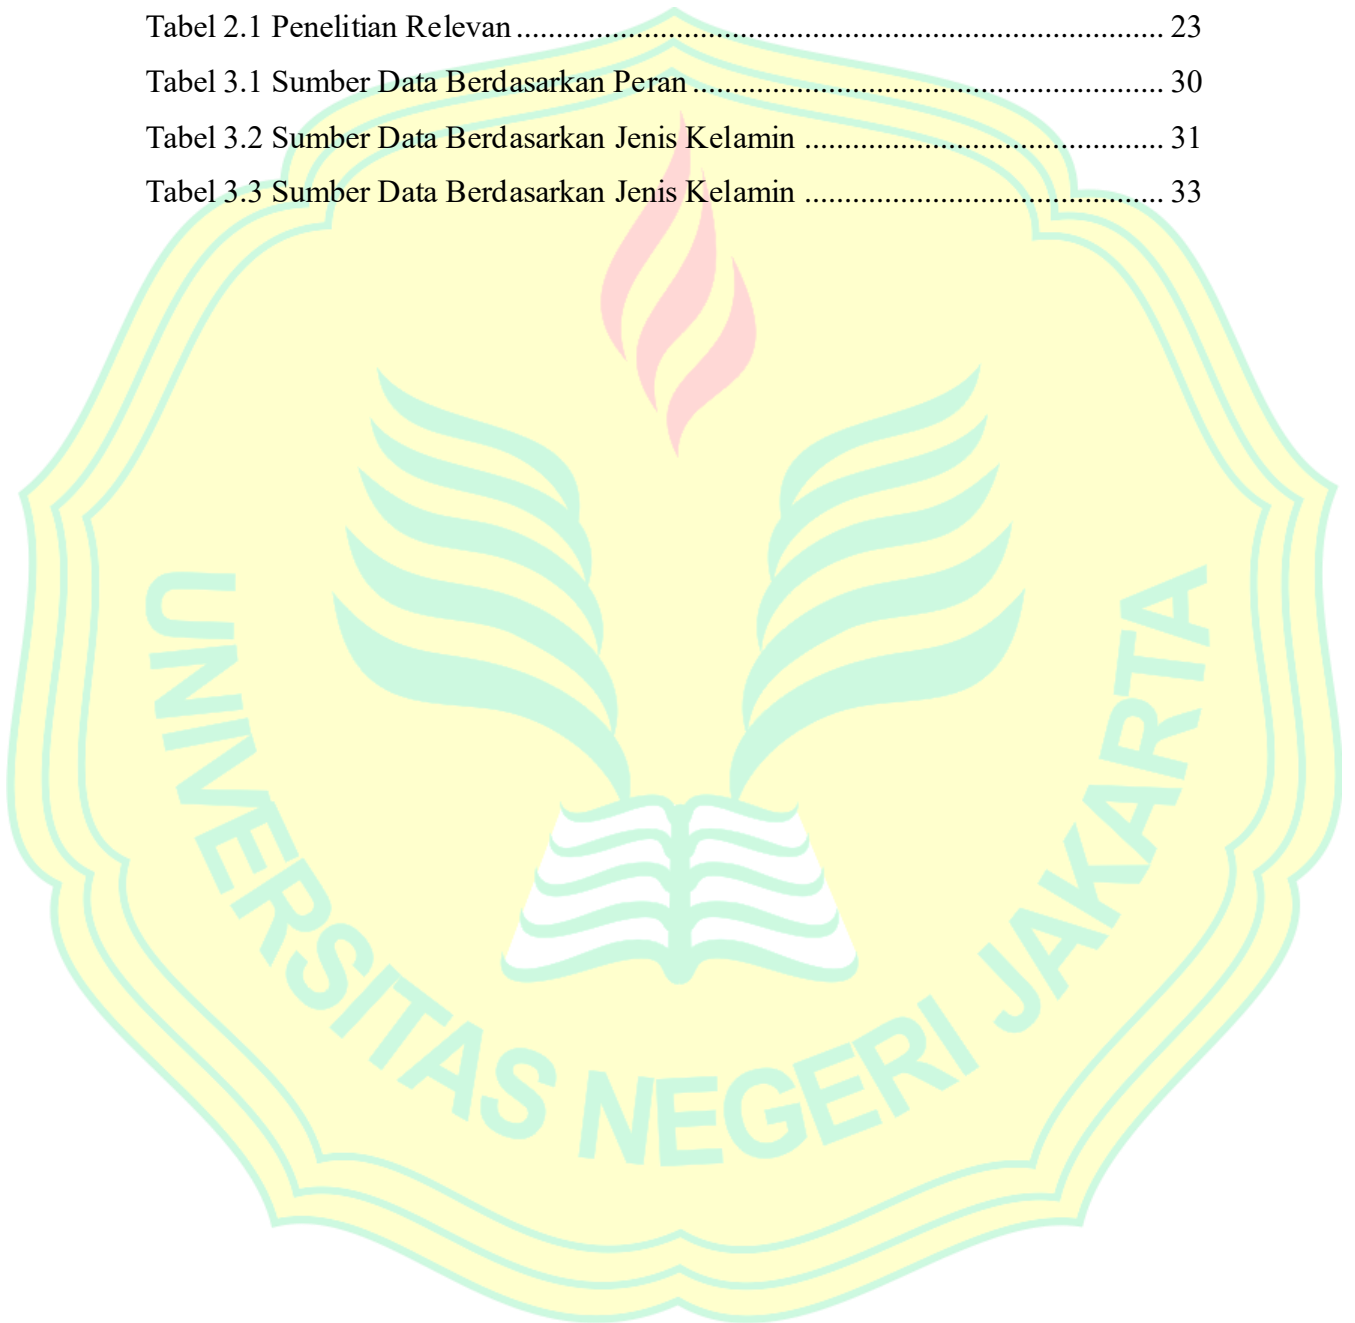 Tabel 2.1 Penelitian Relevan ................................................................................ 23
Tabel 3.1 Sumber Data Berdasarkan Peran .......................................................... 30
Tabel 3.2 Sumber Data Berdasarkan Jenis Kelamin ............................................ 31
Tabel 3.3 Sumber Data Berdasarkan Jenis Kelamin ............................................ 33
UNIVERSITAS NEGERI JAKARTA